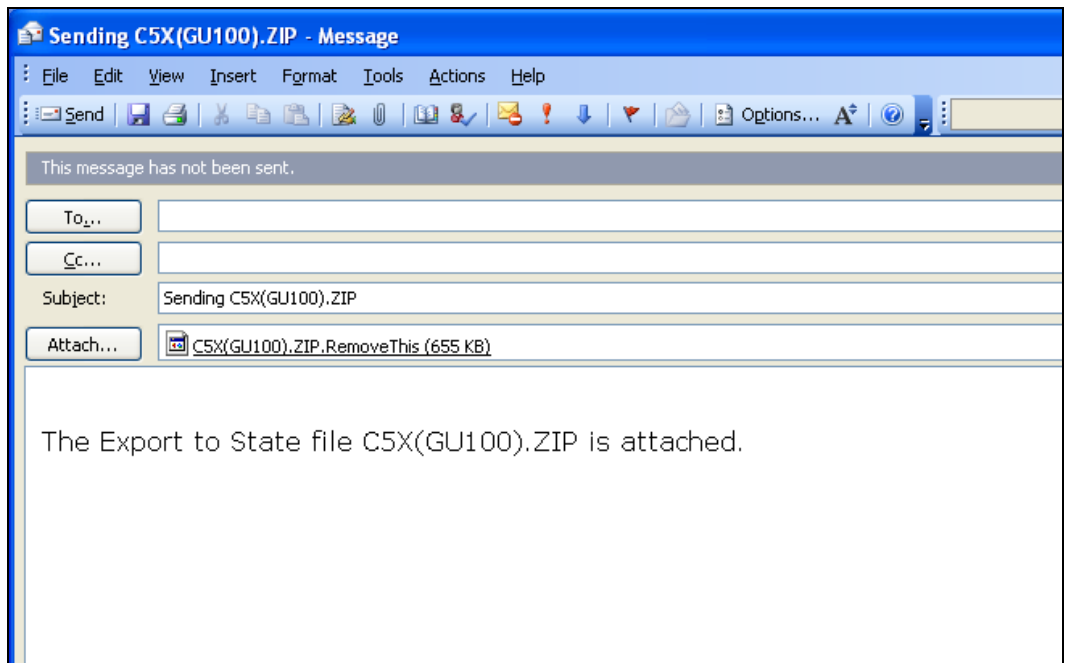 Sending C5X(GU100).ZIP - Message
File Edit View Insert Format Tools Actions Help
Send Options...
This message has not been sent.
To...
Cc...
Subject: Sending C5X(GU100).ZIP
Attach... C5X(GU100).ZIP.RemoveThis (655 KB)
The Export to State file C5X(GU100).ZIP is attached.